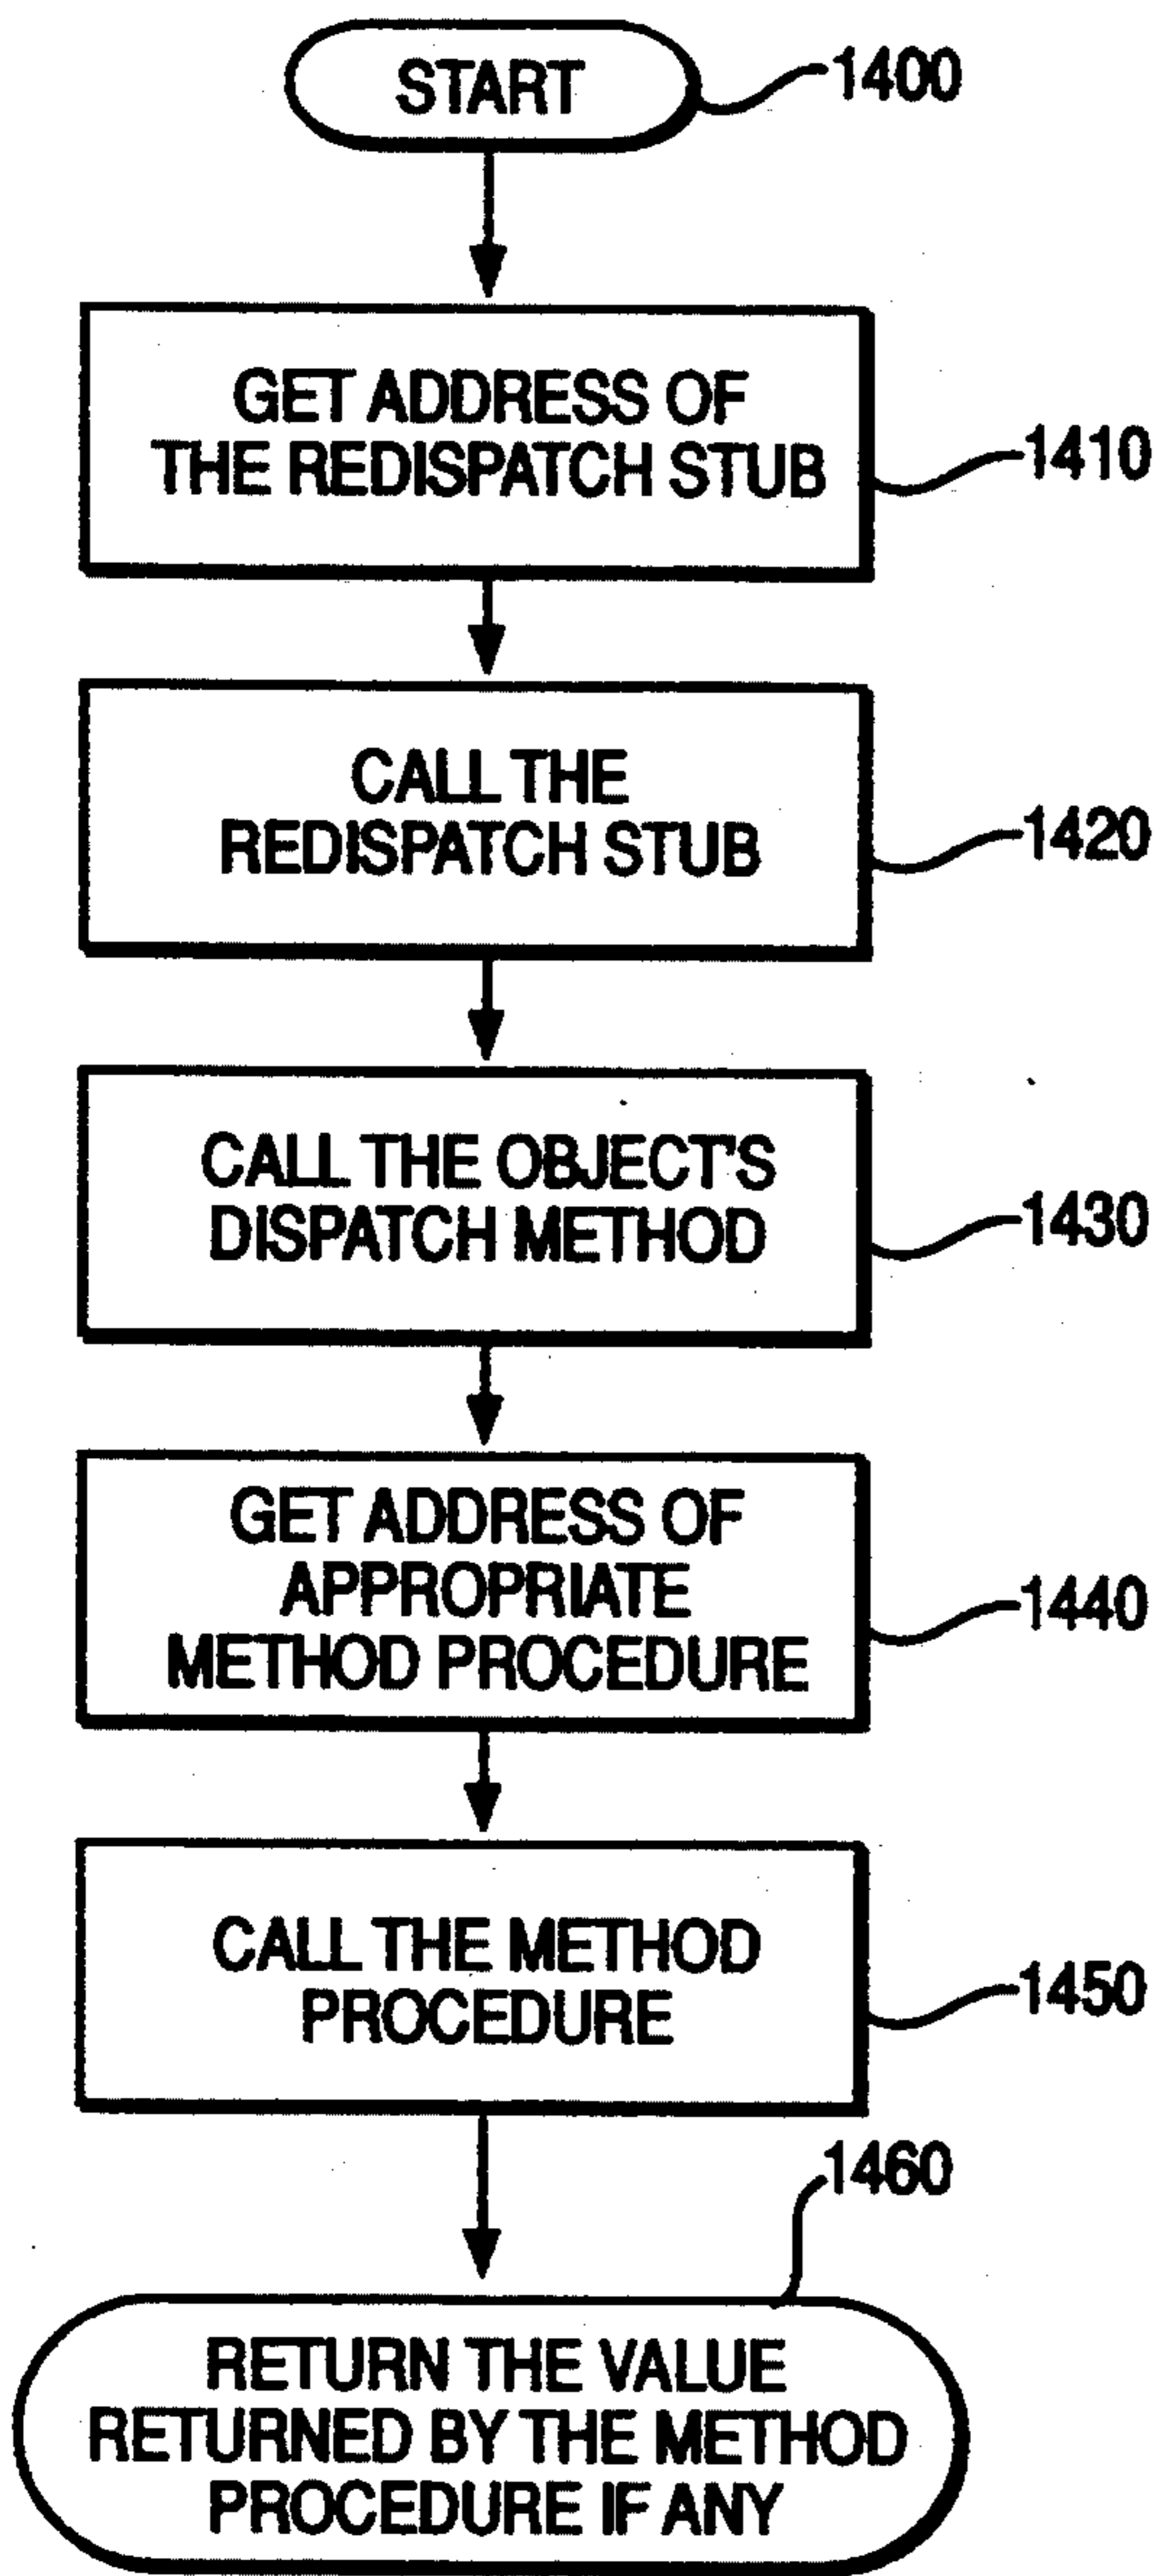 START
1400
GET ADDRESS OF
THE REDISPATCH STUB
1410
CALL THE
REDISPATCH STUB
1420
CALL THE OBJECT'S
DISPATCH METHOD
1430
GET ADDRESS OF
APPROPRIATE
METHOD PROCEDURE
1440
CALL THE METHOD
PROCEDURE
1450
1460
RETURN THE VALUE
RETURNED BY THE METHOD
PROCEDURE IF ANY